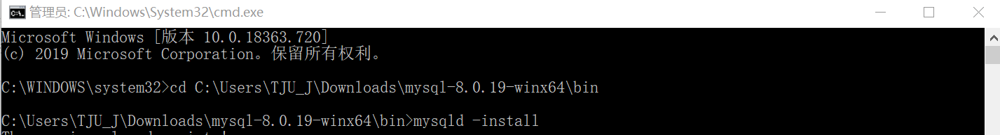 管理员: C:\Windows\System32\cmd.exe
Microsoft Windows [版本 10.0.18363.720]
(c) 2019 Microsoft Corporation。保留所有权利。
C:\WINDOWS\system32>cd C:\Users\TJU_J\Downloads\mysql-8.0.19-winx64\bin
C:\Users\TJU_J\Downloads\mysql-8.0.19-winx64\bin>mysqld -install